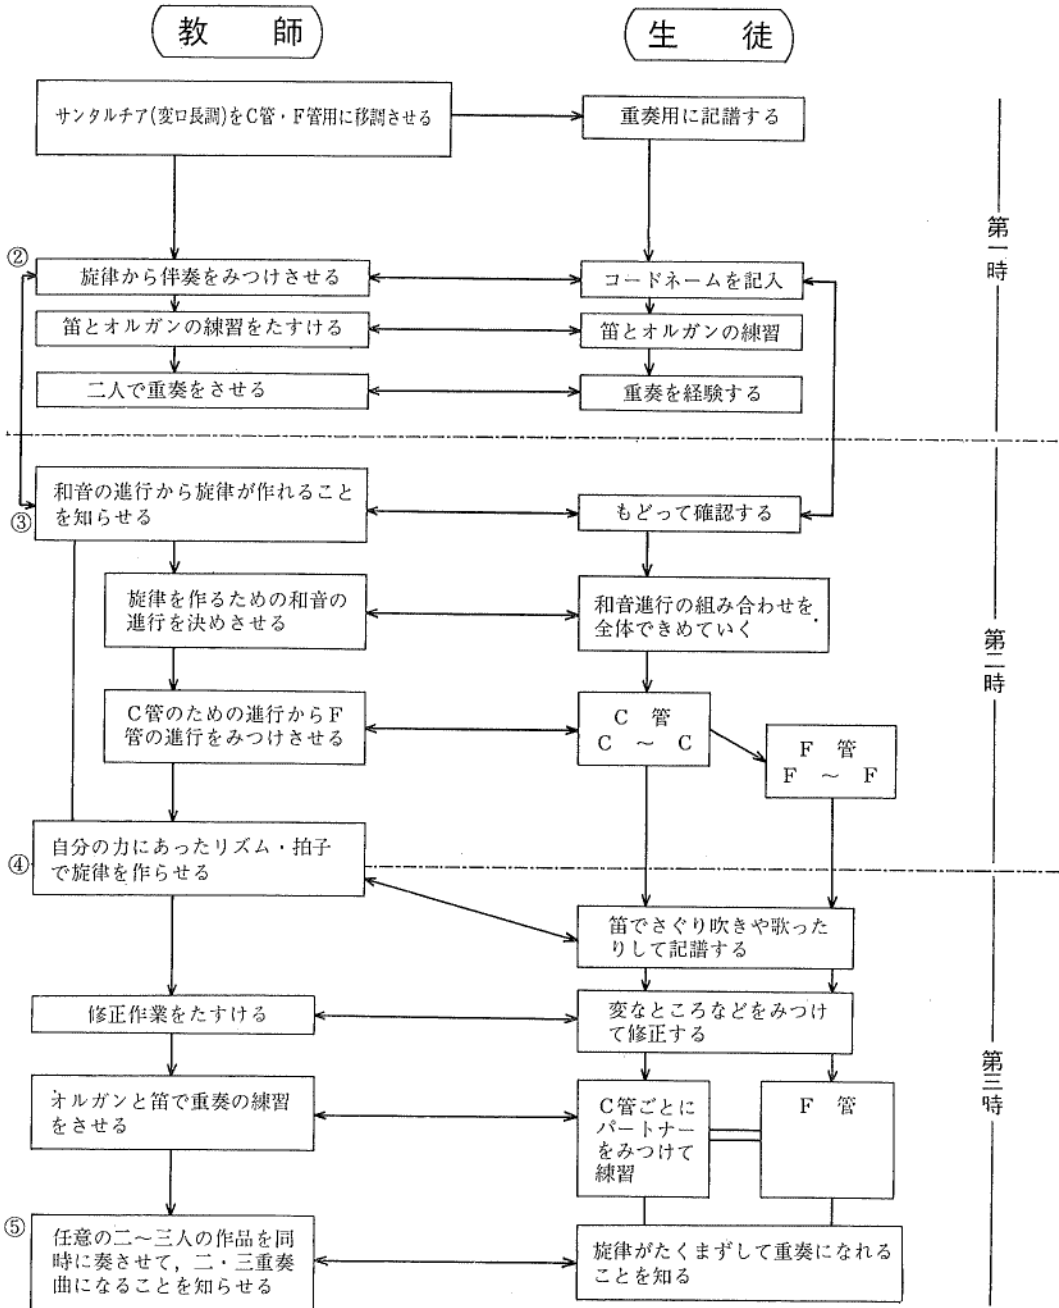 教　師
生　徒
サンタルチア(変ロ長調)をC管・F管用に移調させる
重奏用に記譜する
第一時
②
旋律から伴奏をみつけさせる
コードネームを記入
笛とオルガンの練習をたすける
笛とオルガンの練習
二人で重奏をさせる
重奏を経験する
③
和音の進行から旋律が作れること
を知らせる
もどって確認する
第二時
旋律を作るための和音の
進行を決めさせる
和音進行の組み合わせを
全体できめていく
C管のための進行からF
管の進行をみつけさせる
C　管
C　～　C
F　管
F　～　F
④
自分の力にあったリズム・拍子
で旋律を作らせる
笛でさぐり吹きや歌った
りして記譜する
第三時
修正作業をたすける
変なところなどをみつけ
て修正する
オルガンと笛で重奏の練習
をさせる
C管ごとに
パートナー
をみつけて
練習
F　管
⑤
任意の二～三人の作品を同
時に奏させて，二・三重奏
曲になることを知らせる
旋律がたくまずして重奏になれる
ことを知る